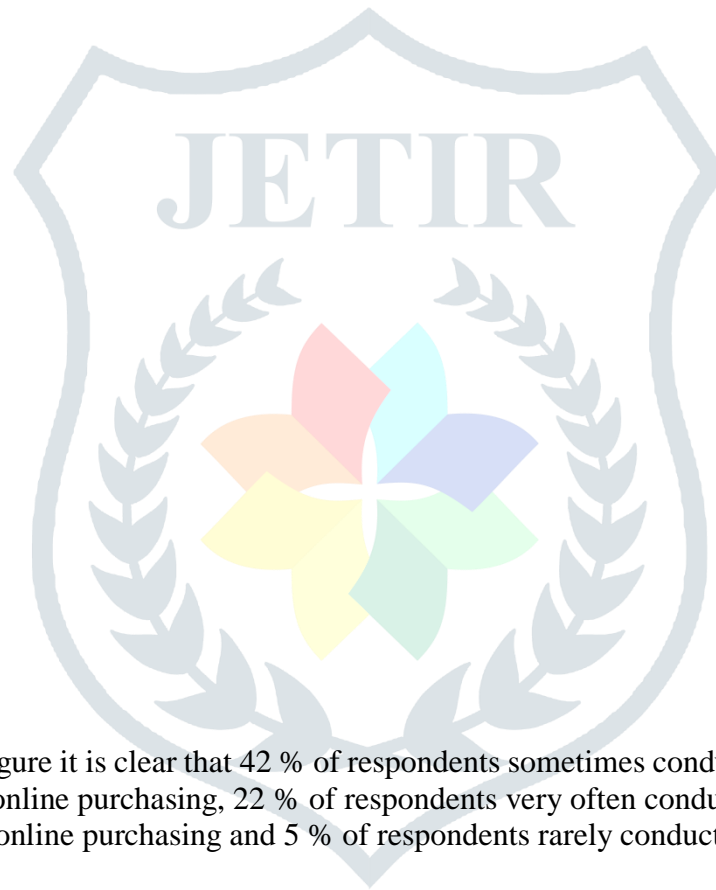 JETIR
gure it is clear that 42 % of respondents sometimes cond
online purchasing, 22 % of respondents very often condu
online purchasing and 5 % of respondents rarely conduct